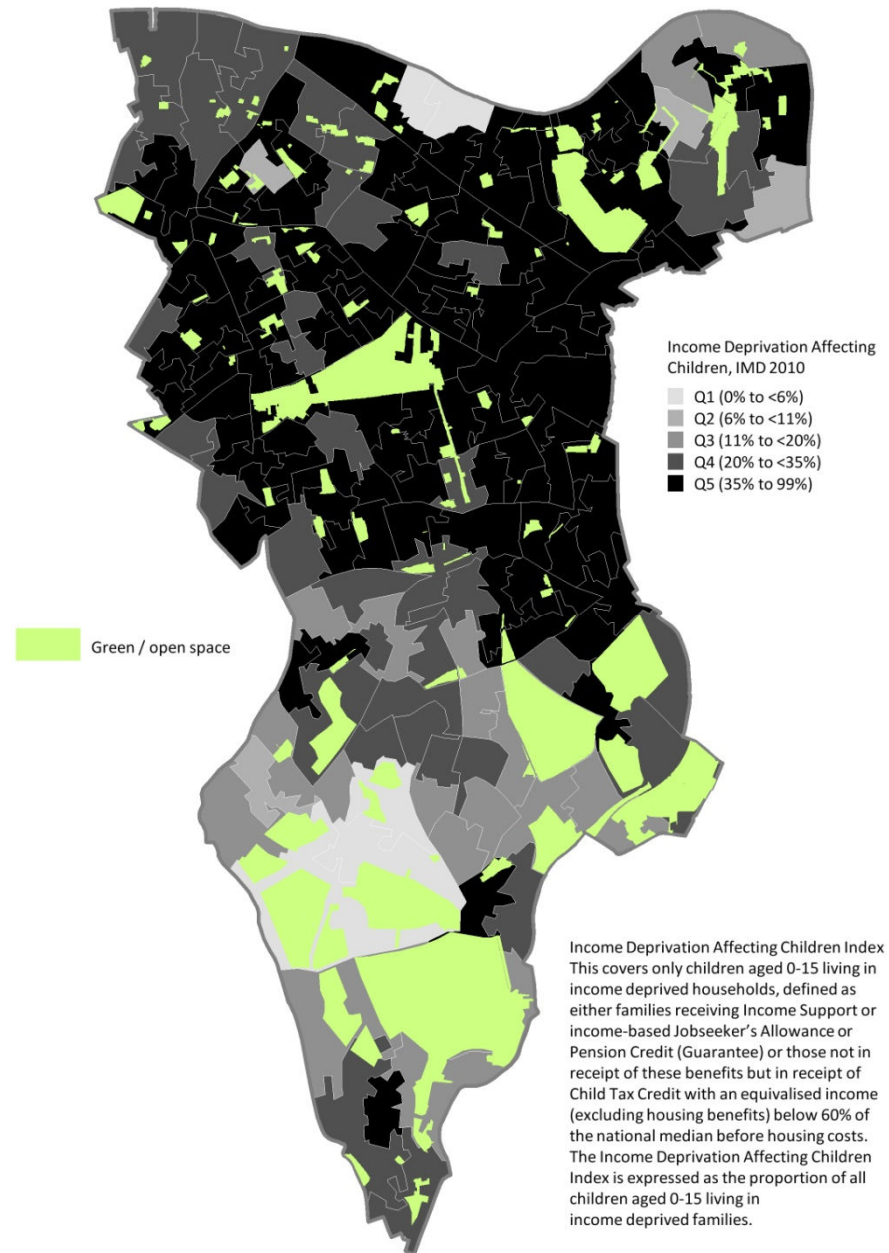 Income Deprivation Affecting
Children, IMD 2010
Q1 (0% to <6%)
Q2 (6% to <11%)
Q3 (11% to <20%)
Q4 (20% to <35%)
Q5 (35% to 99%)
Green / open space
Income Deprivation Affecting Children Index
This covers only children aged 0-15 living in
income deprived households, defined as
either families receiving Income Support or
income-based Jobseeker’s Allowance or
Pension Credit (Guarantee) or those not in
receipt of these benefits but in receipt of
Child Tax Credit with an equivalised income
(excluding housing benefits) below 60% of
the national median before housing costs.
The Income Deprivation Affecting Children
Index is expressed as the proportion of all
children aged 0-15 living in
income deprived families.